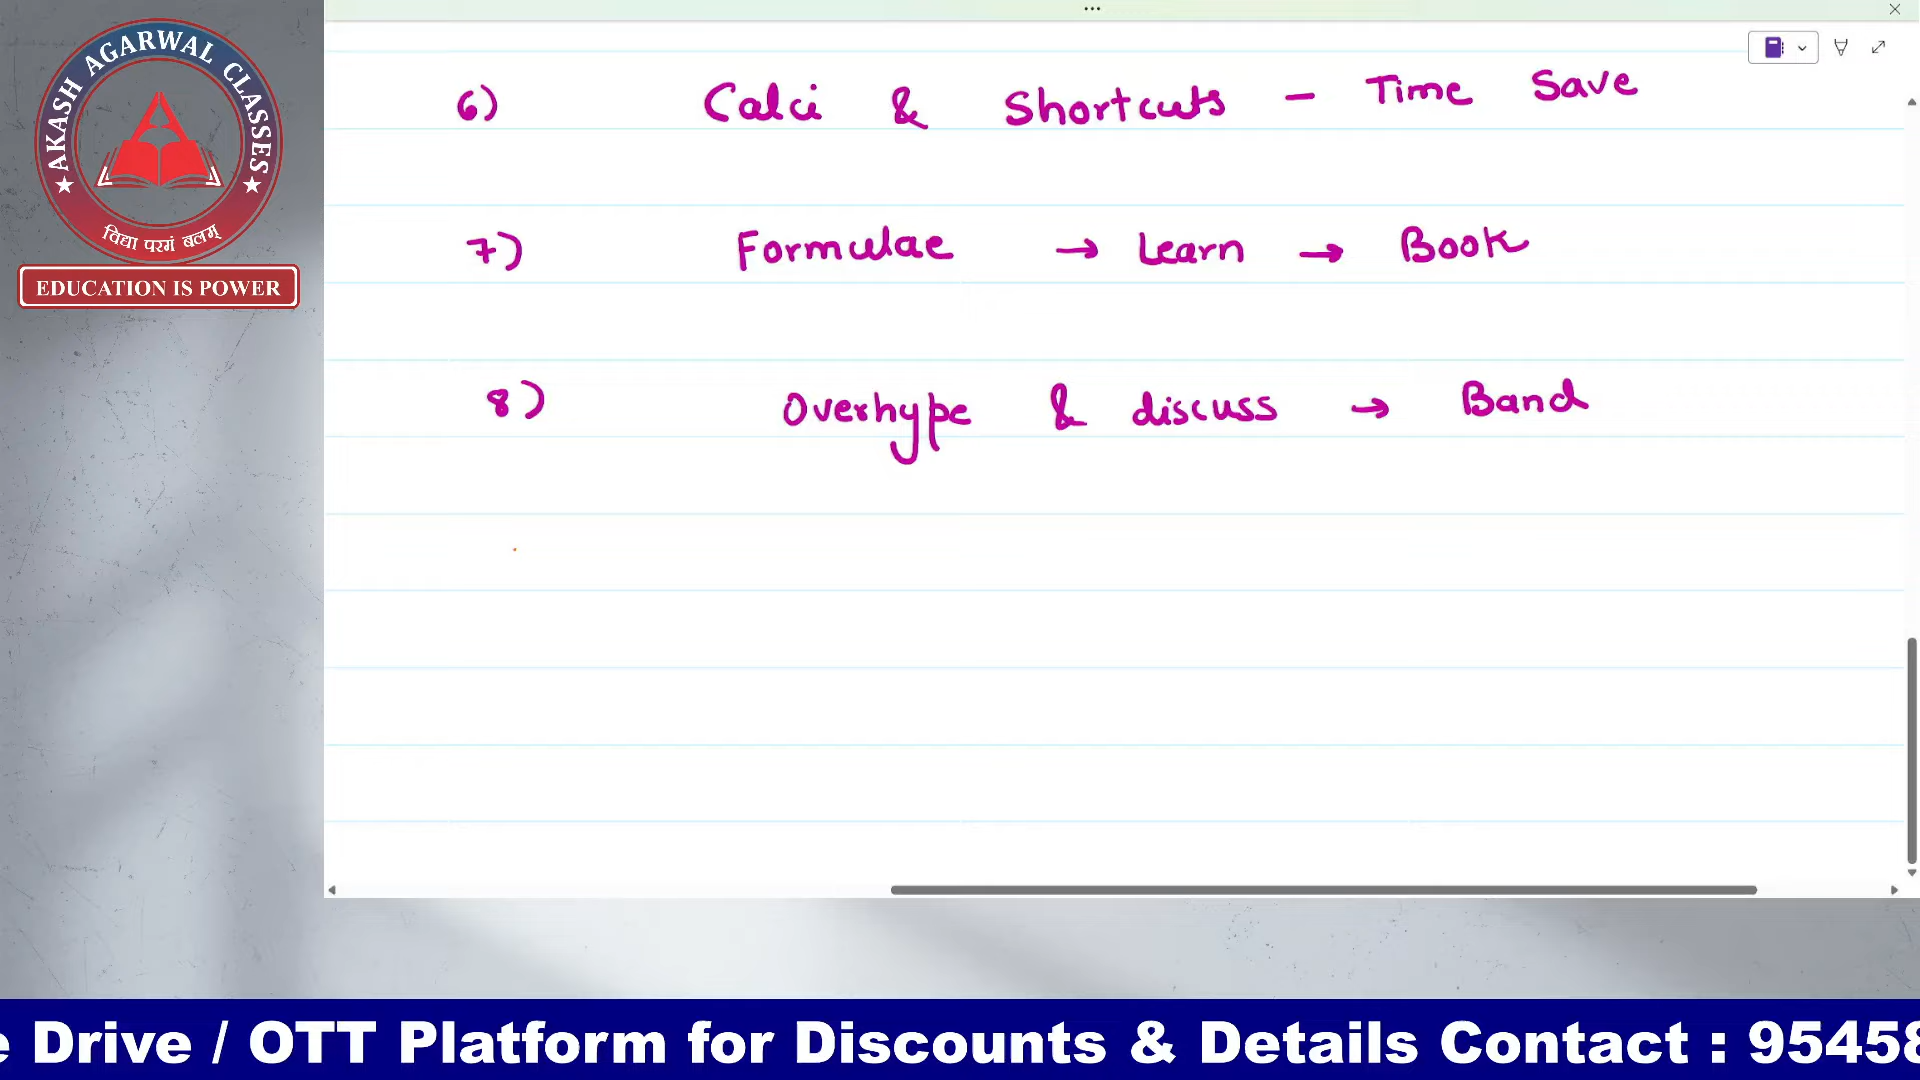 AKASH AGARWAL CLASSES
विद्या परमं बलम्
EDUCATION IS POWER
6) Calci & Shortcuts - Time Save
7) Formulae → Learn → Book
8) Overhype & discuss → Band
e Drive / OTT Platform for Discounts & Details Contact : 95458